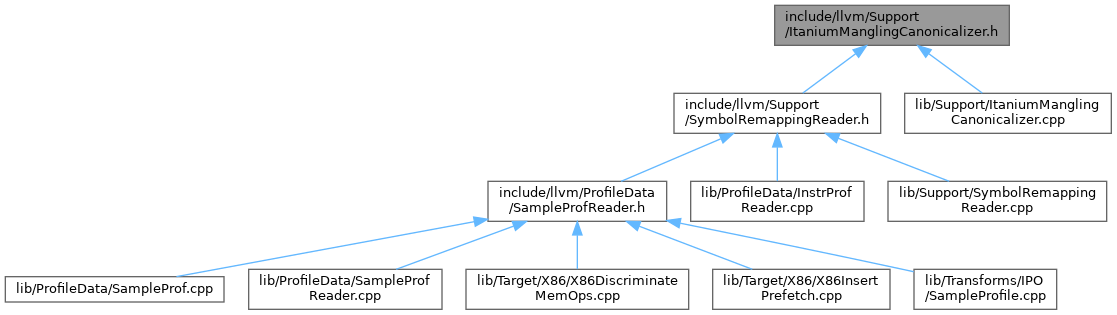 include/llvm/Support
/ItaniumManglingCanonicalizer.h
include/llvm/Support
/SymbolRemappingReader.h
lib/Support/ItaniumMangling
Canonicalizer.cpp
include/llvm/ProfileData
/SampleProfReader.h
lib/ProfileData/InstrProf
Reader.cpp
lib/Support/SymbolRemapping
Reader.cpp
lib/ProfileData/SampleProf.cpp
lib/ProfileData/SampleProf
Reader.cpp
lib/Target/X86/X86Discriminate
MemOps.cpp
lib/Target/X86/X86Insert
Prefetch.cpp
lib/Transforms/IPO
/SampleProfile.cpp